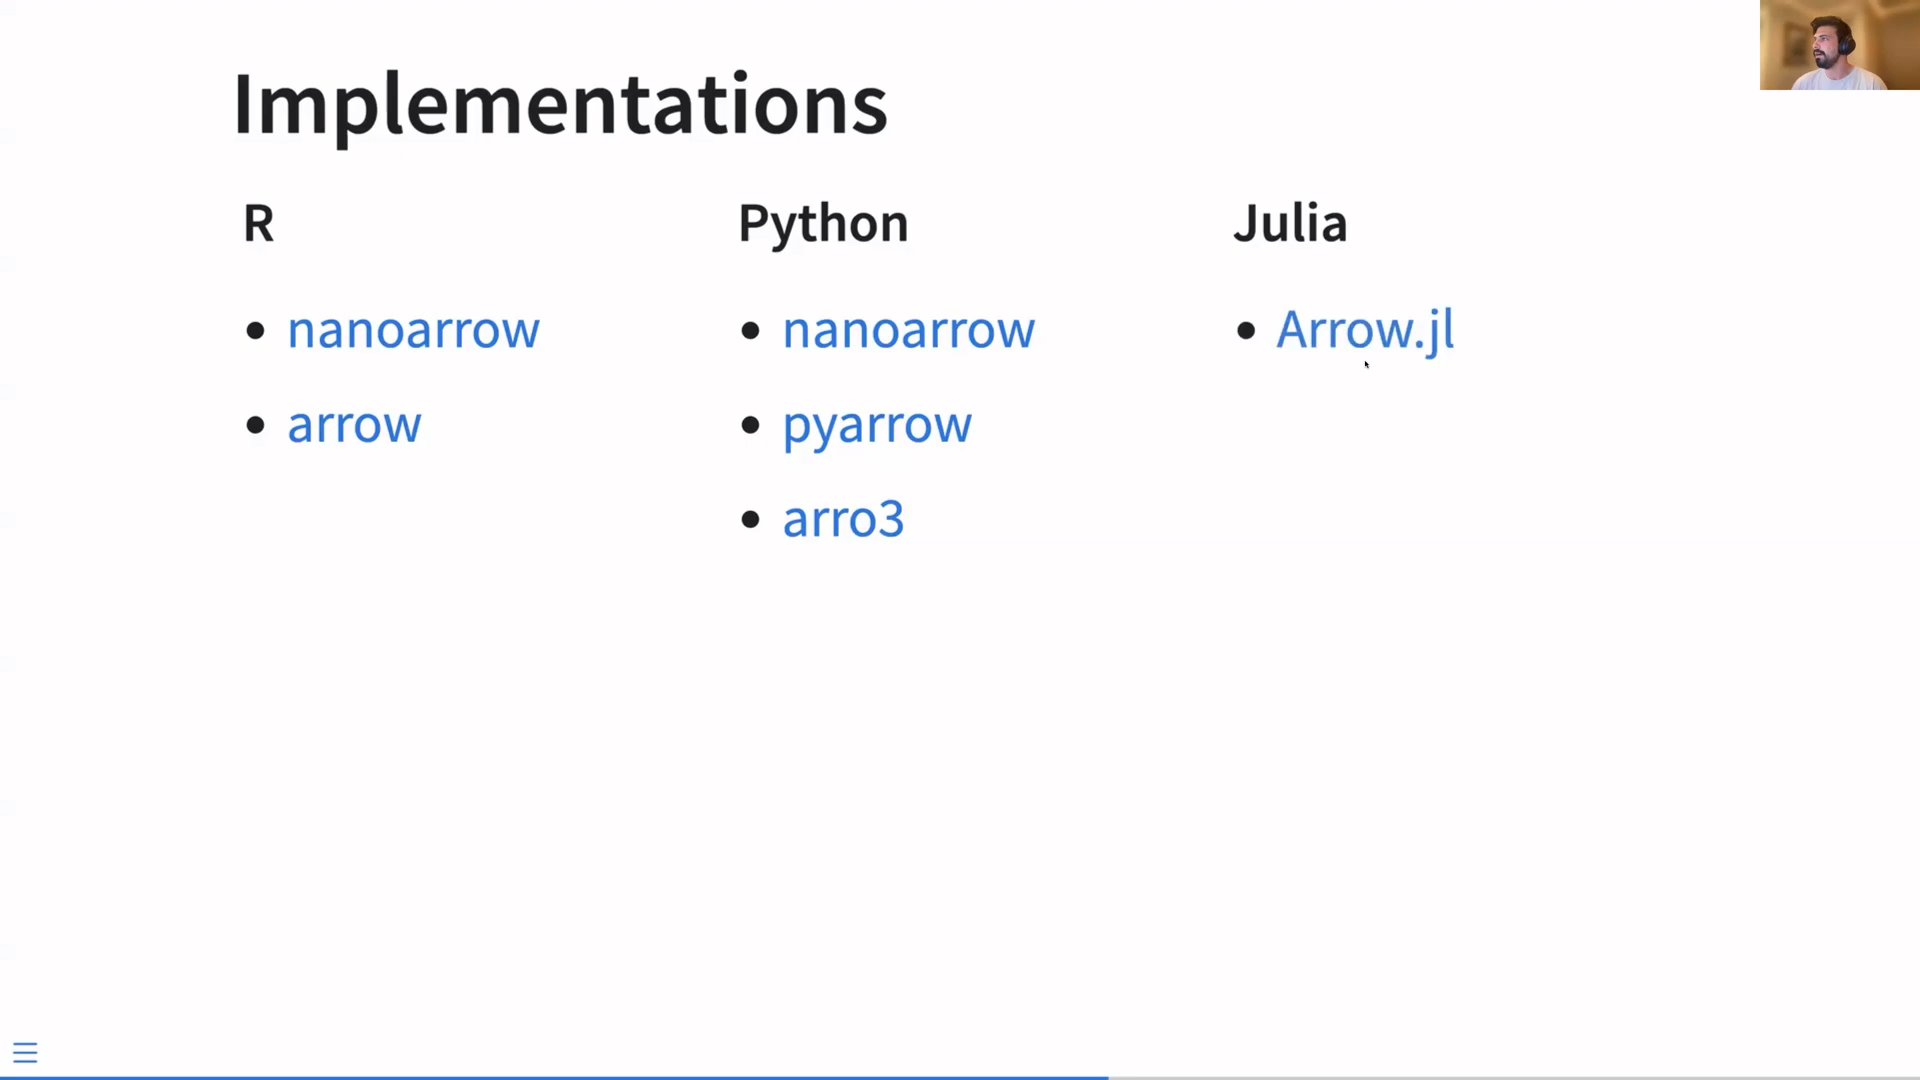 Implementations
R
• nanoarrow
• arrow
Python
• nanoarrow
• pyarrow
• arro3
Julia
• Arrow.jl